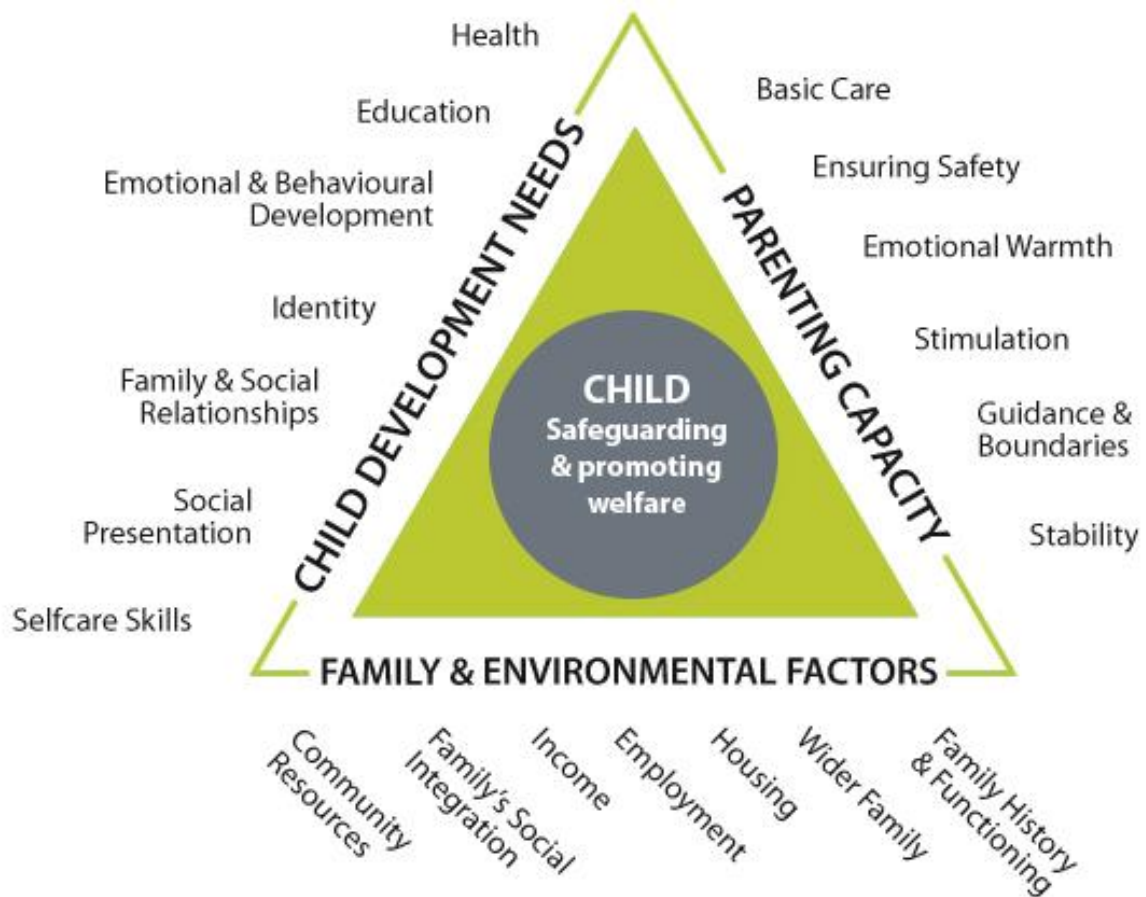 Health
Education
Emotional & Behavioural
Development
Identity
Family & Social
Relationships
Social
Presentation
Selfcare Skills
CHILD DEVELOPMENT NEEDS
Basic Care
Ensuring Safety
Emotional Warmth
Stimulation
Guidance &
Boundaries
Stability
PARENTING CAPACITY
CHILD
Safeguarding
& promoting
welfare
FAMILY & ENVIRONMENTAL FACTORS
Community
Resources
Family's Social
Integration
Income
Employment
Housing
Wider Family
Family History
& Functioning